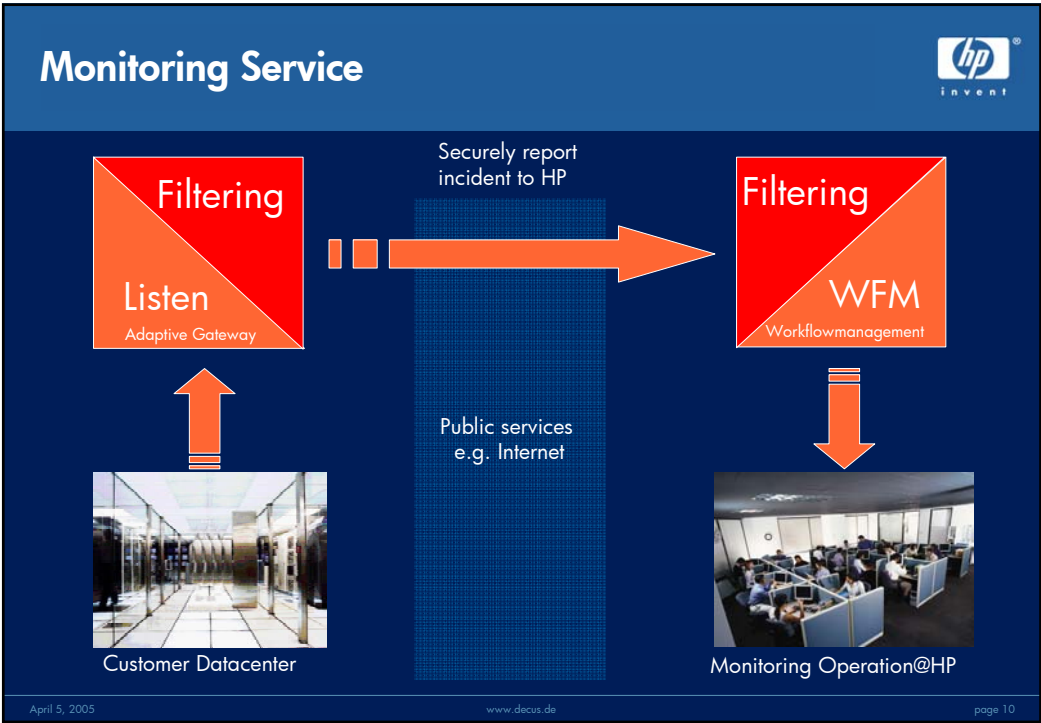 Monitoring Service
hp
®
invent
Securely report
incident to HP
Filtering
Listen
Adaptive Gateway
Filtering
WFM
Workflowmanagement
Public services
e.g. Internet
Customer Datacenter
Monitoring Operation@HP
April 5, 2005
www.decus.de
page 10